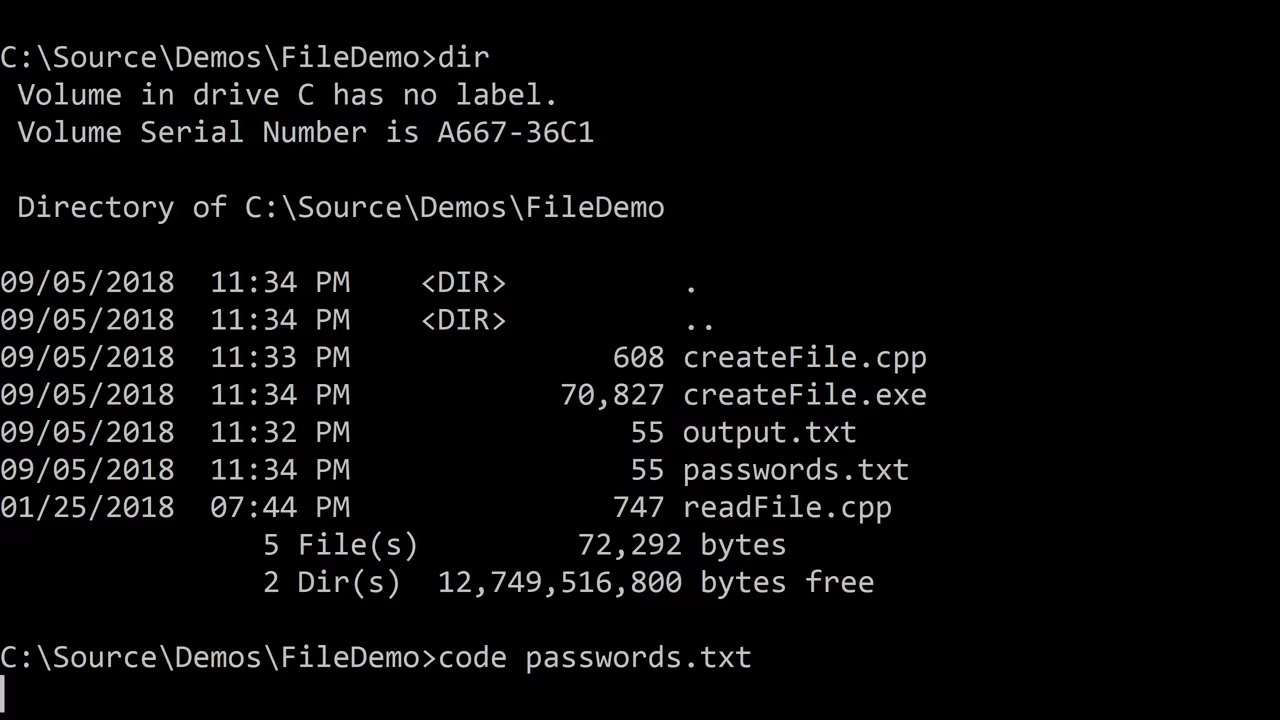 C:\Source\Demos\FileDemo>dir
 Volume in drive C has no label.
 Volume Serial Number is A667-36C1

 Directory of C:\Source\Demos\FileDemo

09/05/2018  11:34 PM    <DIR>          .
09/05/2018  11:34 PM    <DIR>          ..
09/05/2018  11:33 PM               608 createFile.cpp
09/05/2018  11:34 PM            70,827 createFile.exe
09/05/2018  11:32 PM                55 output.txt
09/05/2018  11:34 PM                55 passwords.txt
01/25/2018  07:44 PM               747 readFile.cpp
               5 File(s)         72,292 bytes
               2 Dir(s)  12,749,516,800 bytes free

C:\Source\Demos\FileDemo>code passwords.txt